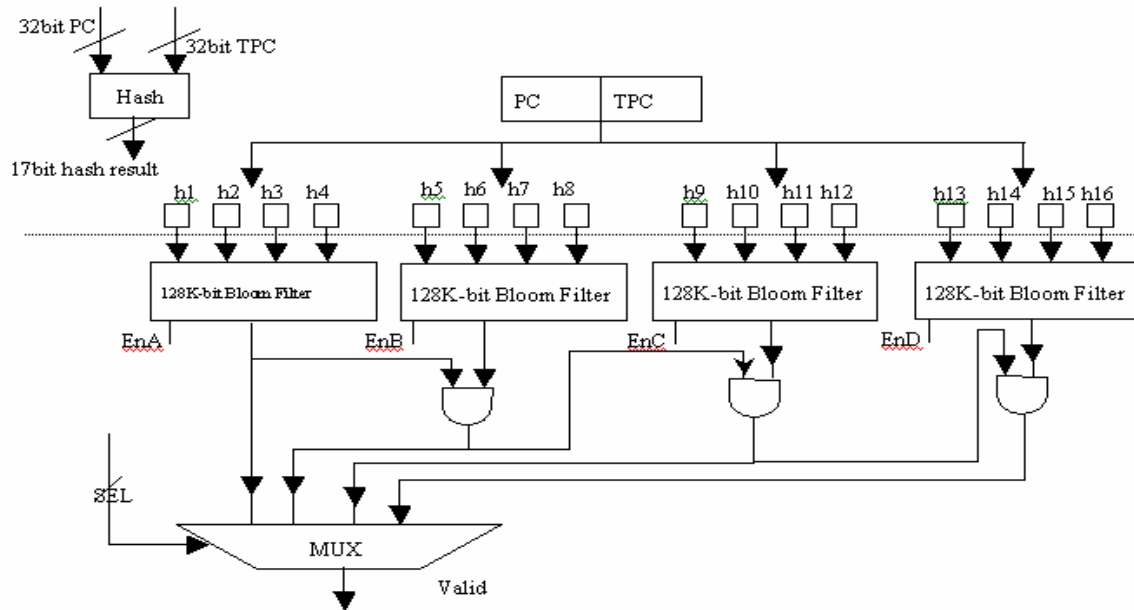 32bit PC
32bit TPC
Hash
17bit hash result
PC
TPC
h1
h2
h3
h4
h5
h6
h7
h8
h9
h10
h11
h12
h13
h14
h15
h16
128K-bit Bloom Filter
128K-bit Bloom Filter
128K-bit Bloom Filter
128K-bit Bloom Filter
EnA
EnB
EnC
EnD
SEL
MUX
Valid